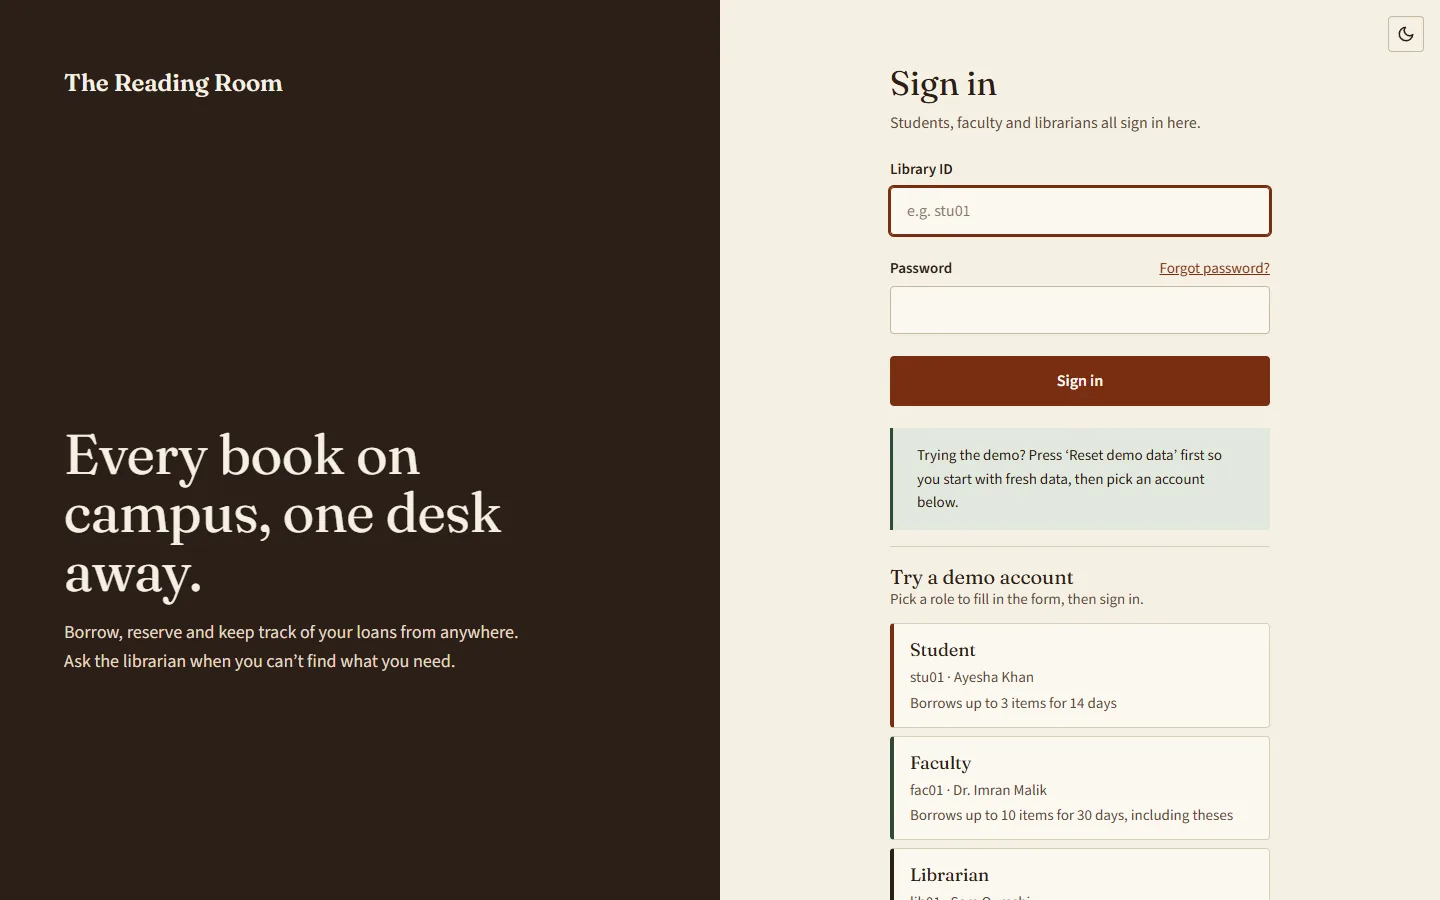 The Reading Room
Every book on
campus, one desk
away.
Borrow, reserve and keep track of your loans from anywhere.
Ask the librarian when you can’t find what you need.
Sign in
Students, faculty and librarians all sign in here.
Library ID
e.g. stu01
Password
Forgot password?
Sign in
Trying the demo? Press ‘Reset demo data’ first so
you start with fresh data, then pick an account
below.
Try a demo account
Pick a role to fill in the form, then sign in.
Student
stu01 · Ayesha Khan
Borrows up to 3 items for 14 days
Faculty
fac01 · Dr. Imran Malik
Borrows up to 10 items for 30 days, including theses
Librarian